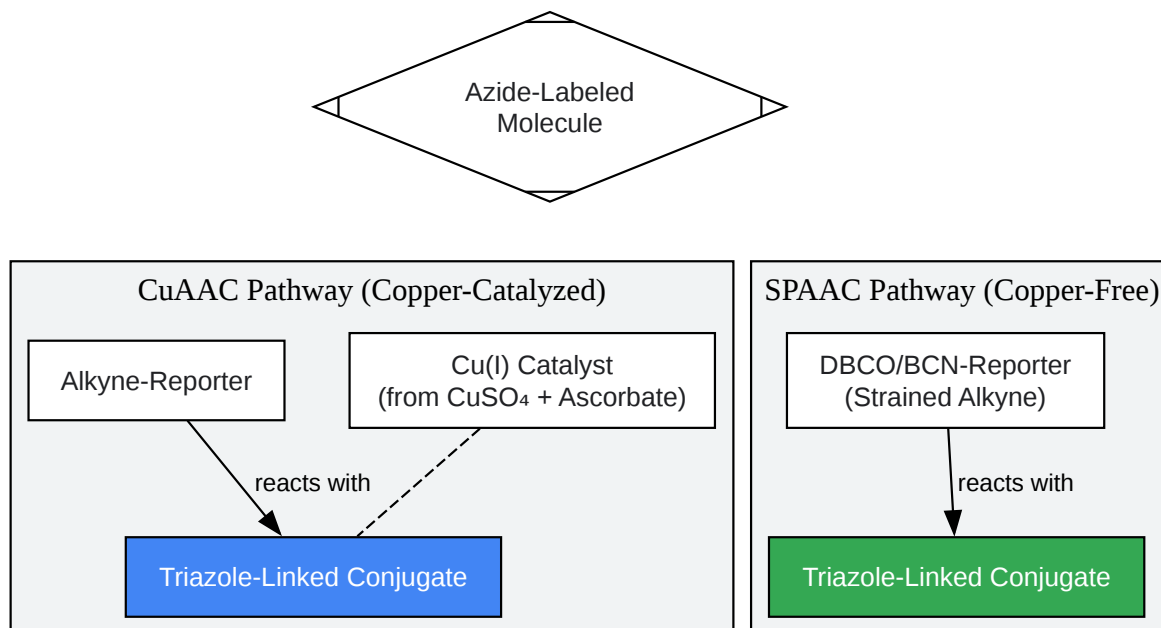 Azide-Labeled
Molecule
CuAAC Pathway (Copper-Catalyzed)
Alkyne-Reporter
Cu(I) Catalyst
(from CuSO₄ + Ascorbate)
reacts with
Triazole-Linked Conjugate
SPAAC Pathway (Copper-Free)
DBCO/BCN-Reporter
(Strained Alkyne)
reacts with
Triazole-Linked Conjugate